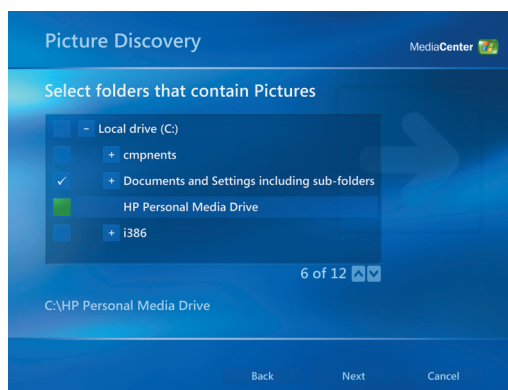 Picture Discovery
MediaCenter
Select folders that contain Pictures
- Local drive (C:)
+ cmpnents
✓ + Documents and Settings including sub-folders
HP Personal Media Drive
+ i386
6 of 12
C:\HP Personal Media Drive
Back Next Cancel